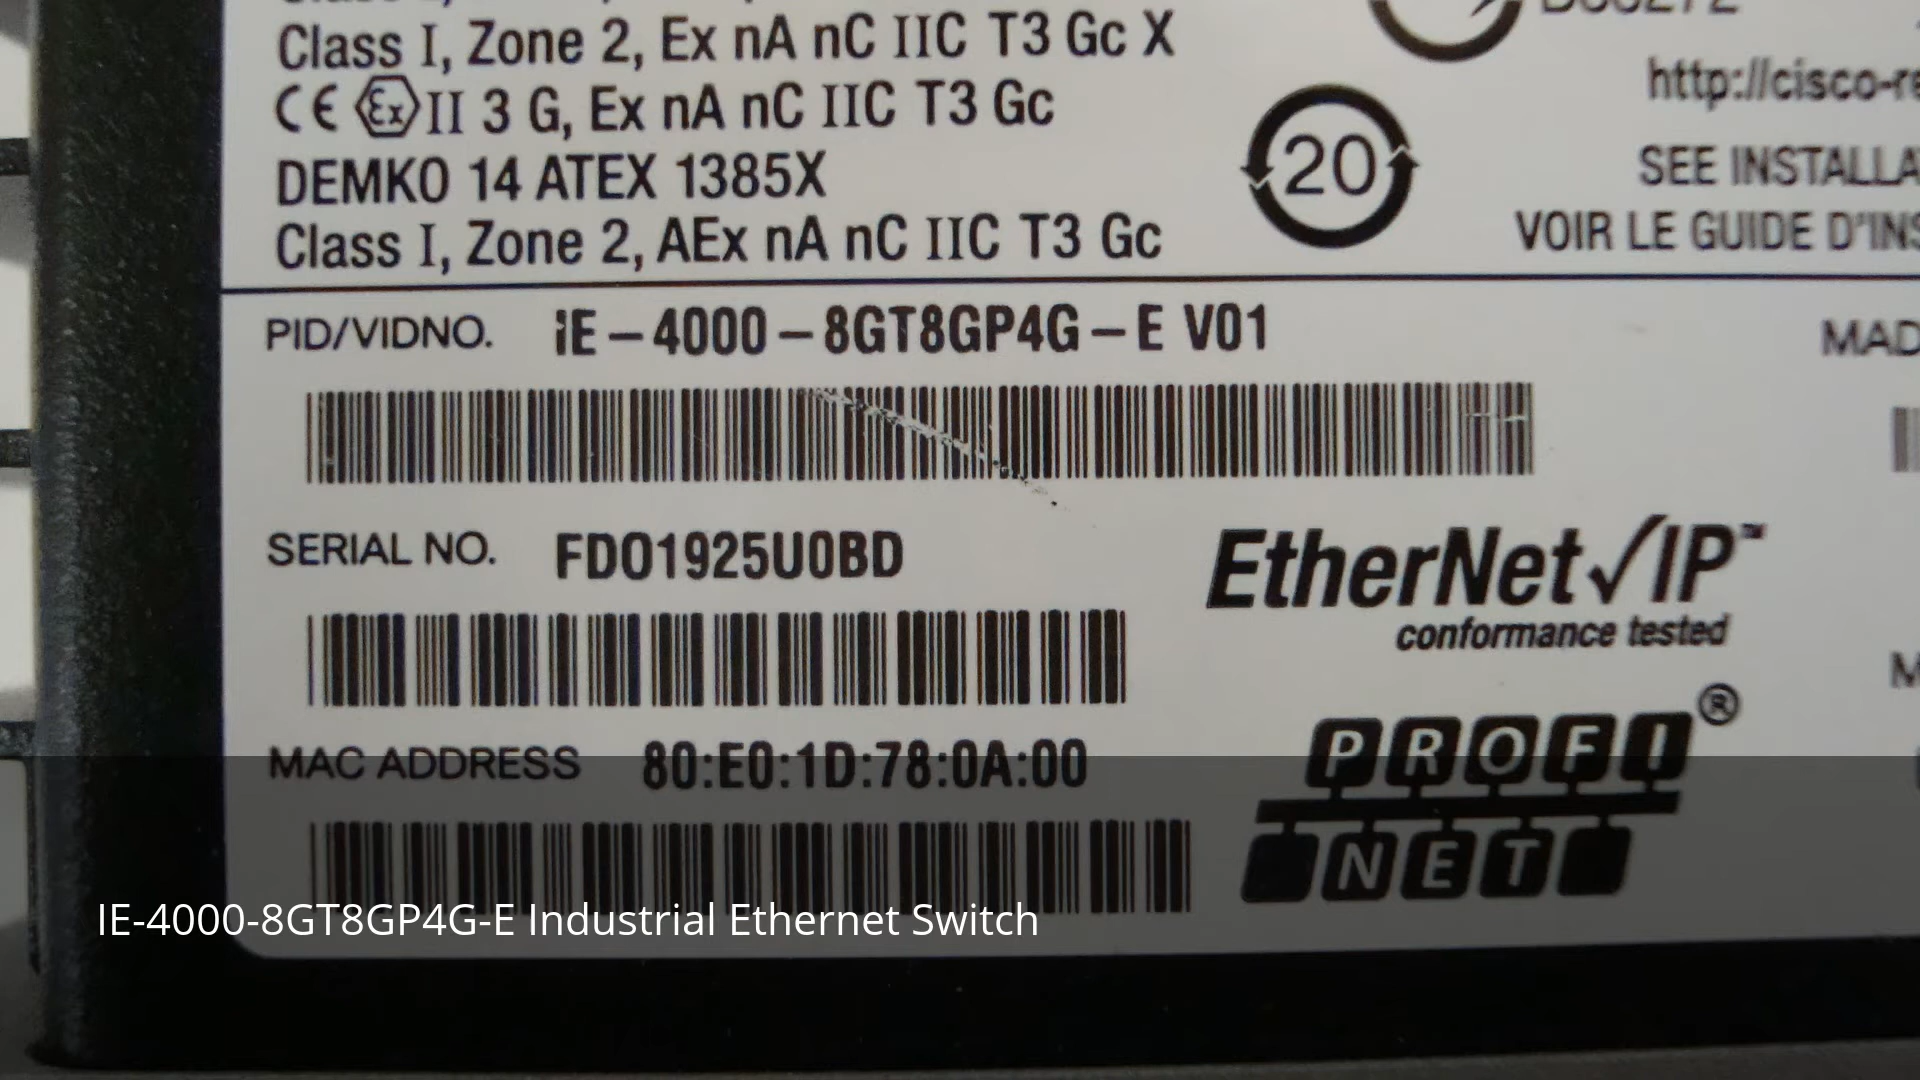 Class I, Zone 2, Ex nA nC IIC T3 Gc X
CE Ex II 3 G, Ex nA nC IIC T3 Gc
DEMKO 14 ATEX 1385X
Class I, Zone 2, AEx nA nC IIC T3 Gc
20
http://cisco-re
SEE INSTALLA
VOIR LE GUIDE D'INS
PID/VIDNO. IE-4000-8GT8GP4G-E V01
MAD
SERIAL NO. FDO1925U0BD
EtherNet/IP™
conformance tested
MAC ADDRESS 80:E0:1D:78:0A:00
PROFI®
NET
IE-4000-8GT8GP4G-E Industrial Ethernet Switch